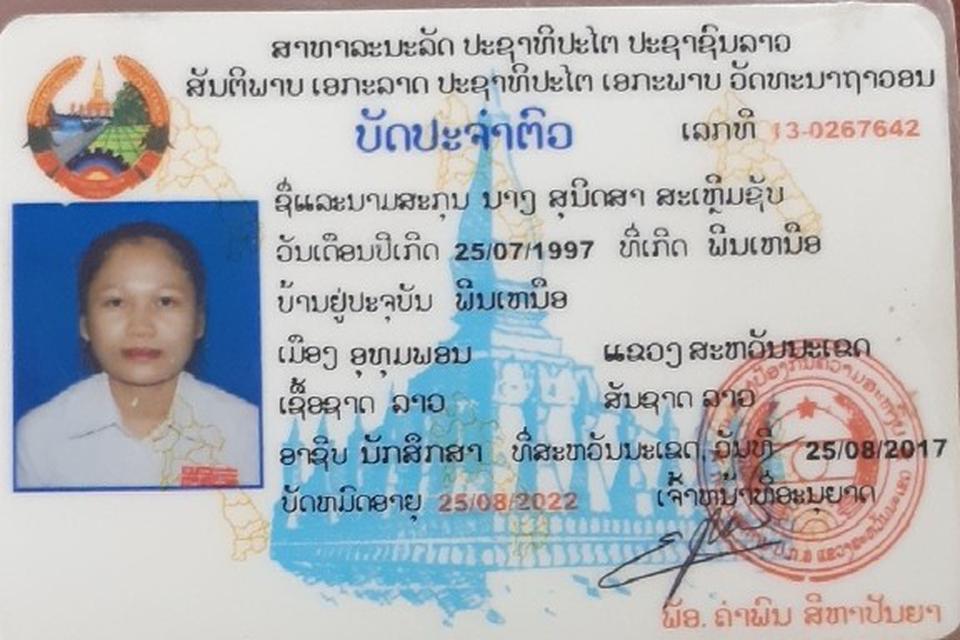 ສາທາລະນະລັດ ປະຊາທິປະໄຕ ປະຊາຊົນລາວ
ສັນຕິພາບ ເອກະລາດ ປະຊາທິປະໄຕ ເອກະພາບ ວັດທະນາຖາວອນ
ບັດປະຈຳຕົວ ເລກທີ 13-0267642
ຊື່ແລະນາມສະກຸນ ນາງ ສຸນິດສາ ສະເຫຼີມຊັບ
ວັນເດືອນປີເກີດ 25/07/1997 ທີ່ເກີດ ພີນເຫນືອ
ບ້ານຢູ່ປະຈຸບັນ ພີນເຫນືອ
ເມືອງ ອຸທຸມພອນ ແຂວງ ສະຫວັນນະເຂດ
ເຊື້ອຊາດ ລາວ ສັນຊາດ ລາວ
ອາຊີບ ນັກສຶກສາ ທີ່ສະຫວັນນະເຂດ, ວັນທີ 25/08/2017
ບັດຫມົດອາຍຸ 25/08/2022 ເຈົ້າຫນ້າທີ່ອະນຸຍາດ
ພັອ. ຄຳພົນ ສີຫາປັນຍາ